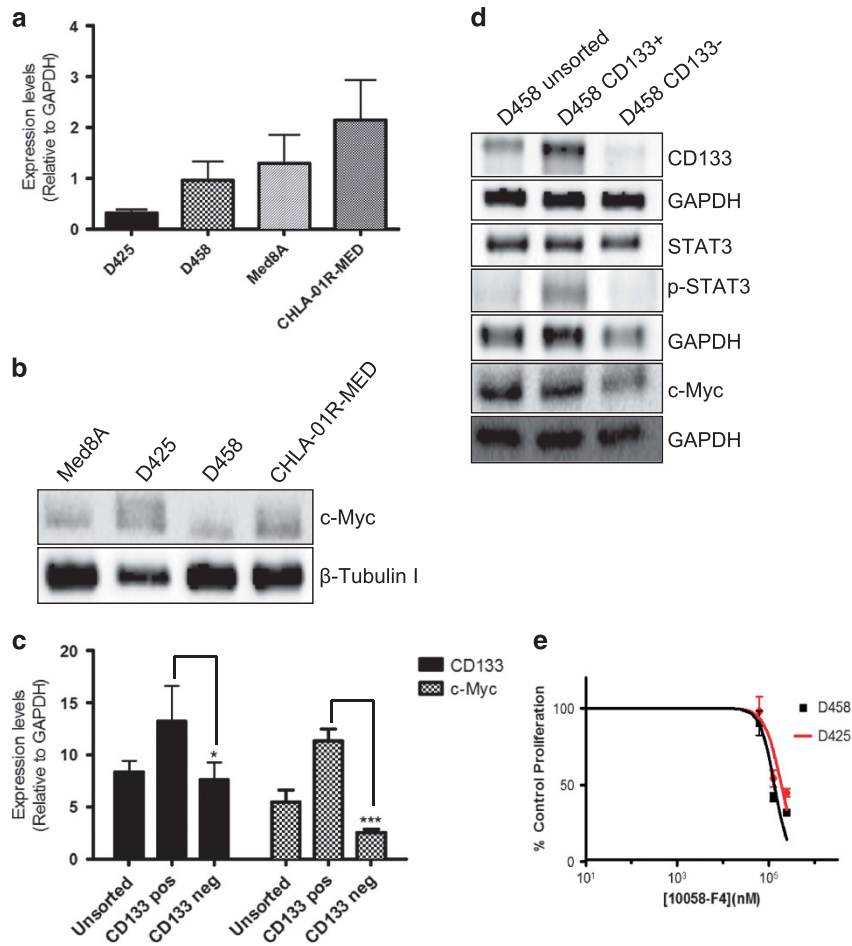 a
Expression levels
(Relative to GAPDH)
4
3
2
1
0
D425
D458
Med8A
CHLA-01R-MED
b
Med8A
D425
D458
CHLA-01R-MED
c-Myc
β-Tubulin I
c
Expression levels
(Relative to GAPDH)
20
15
10
5
0
*
***
Unsorted
CD133 pos
CD133 neg
Unsorted
CD133 pos
CD133 neg
CD133
c-Myc
d
D458 unsorted
D458 CD133+
D458 CD133-
CD133
GAPDH
STAT3
p-STAT3
GAPDH
c-Myc
GAPDH
e
% Control Proliferation
100
50
0
10¹
10³
10⁵
[10058-F4](nM)
D458
D425